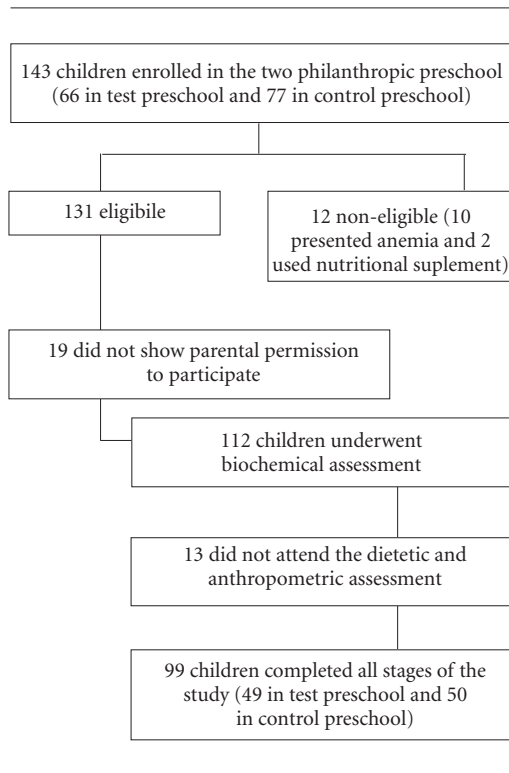 143 children enrolled in the two philanthropic preschool
(66 in test preschool and 77 in control preschool)
131 eligibile
12 non-eligible (10
presented anemia and 2
used nutritional suplement)
19 did not show parental permission
to participate
112 children underwent
biochemical assessment
13 did not attend the dietetic and
anthropometric assessment
99 children completed all stages of the
study (49 in test preschool and 50
in control preschool)